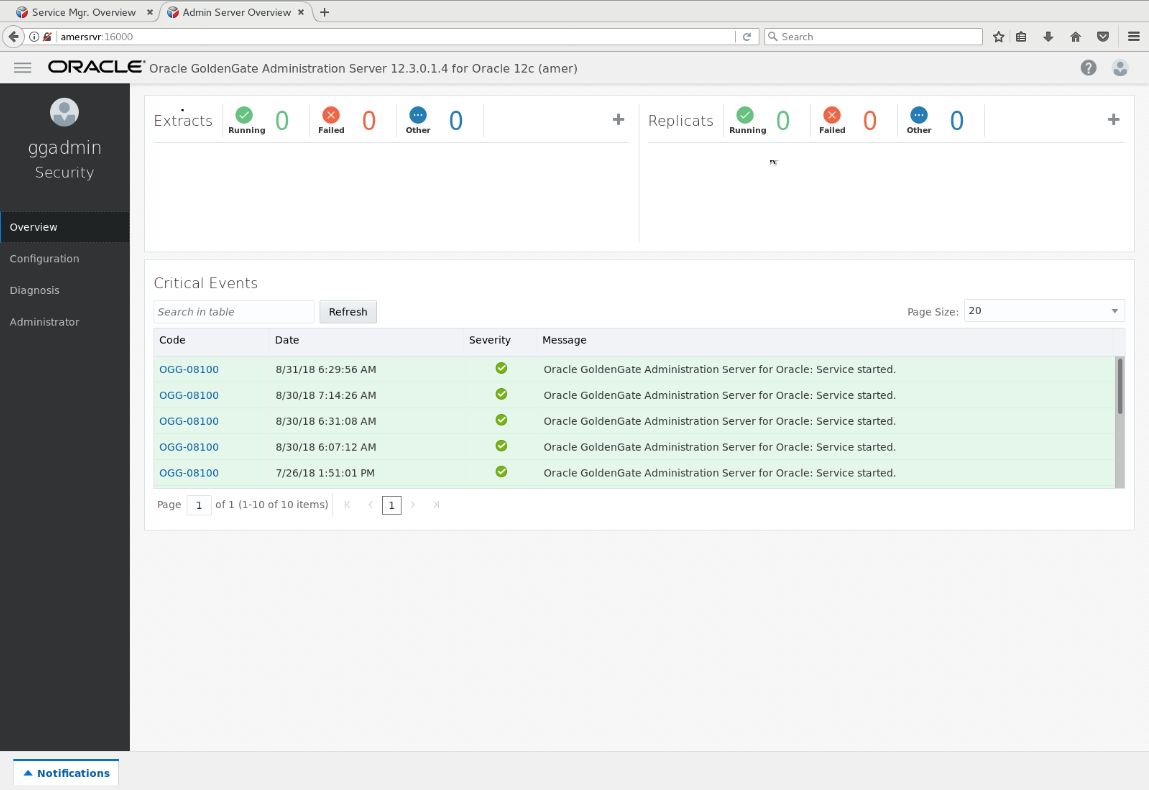 Service Mgr. Overview × Admin Server Overview × +
amersrvr:16000 Search
ORACLE® Oracle GoldenGate Administration Server 12.3.0.1.4 for Oracle 12c (amer)
ggadmin
Security
Overview
Configuration
Diagnosis
Administrator
Extracts Running 0 Failed 0 Other 0 +
Replicats Running 0 Failed 0 Other 0 +
Critical Events
Search in table Refresh Page Size: 20
Code Date Severity Message
OGG-08100 8/31/18 6:29:56 AM Oracle GoldenGate Administration Server for Oracle: Service started.
OGG-08100 8/30/18 7:14:26 AM Oracle GoldenGate Administration Server for Oracle: Service started.
OGG-08100 8/30/18 6:31:08 AM Oracle GoldenGate Administration Server for Oracle: Service started.
OGG-08100 8/30/18 6:07:12 AM Oracle GoldenGate Administration Server for Oracle: Service started.
OGG-08100 7/26/18 1:51:01 PM Oracle GoldenGate Administration Server for Oracle: Service started.
Page 1 of 1 (1-10 of 10 items) 1
Notifications